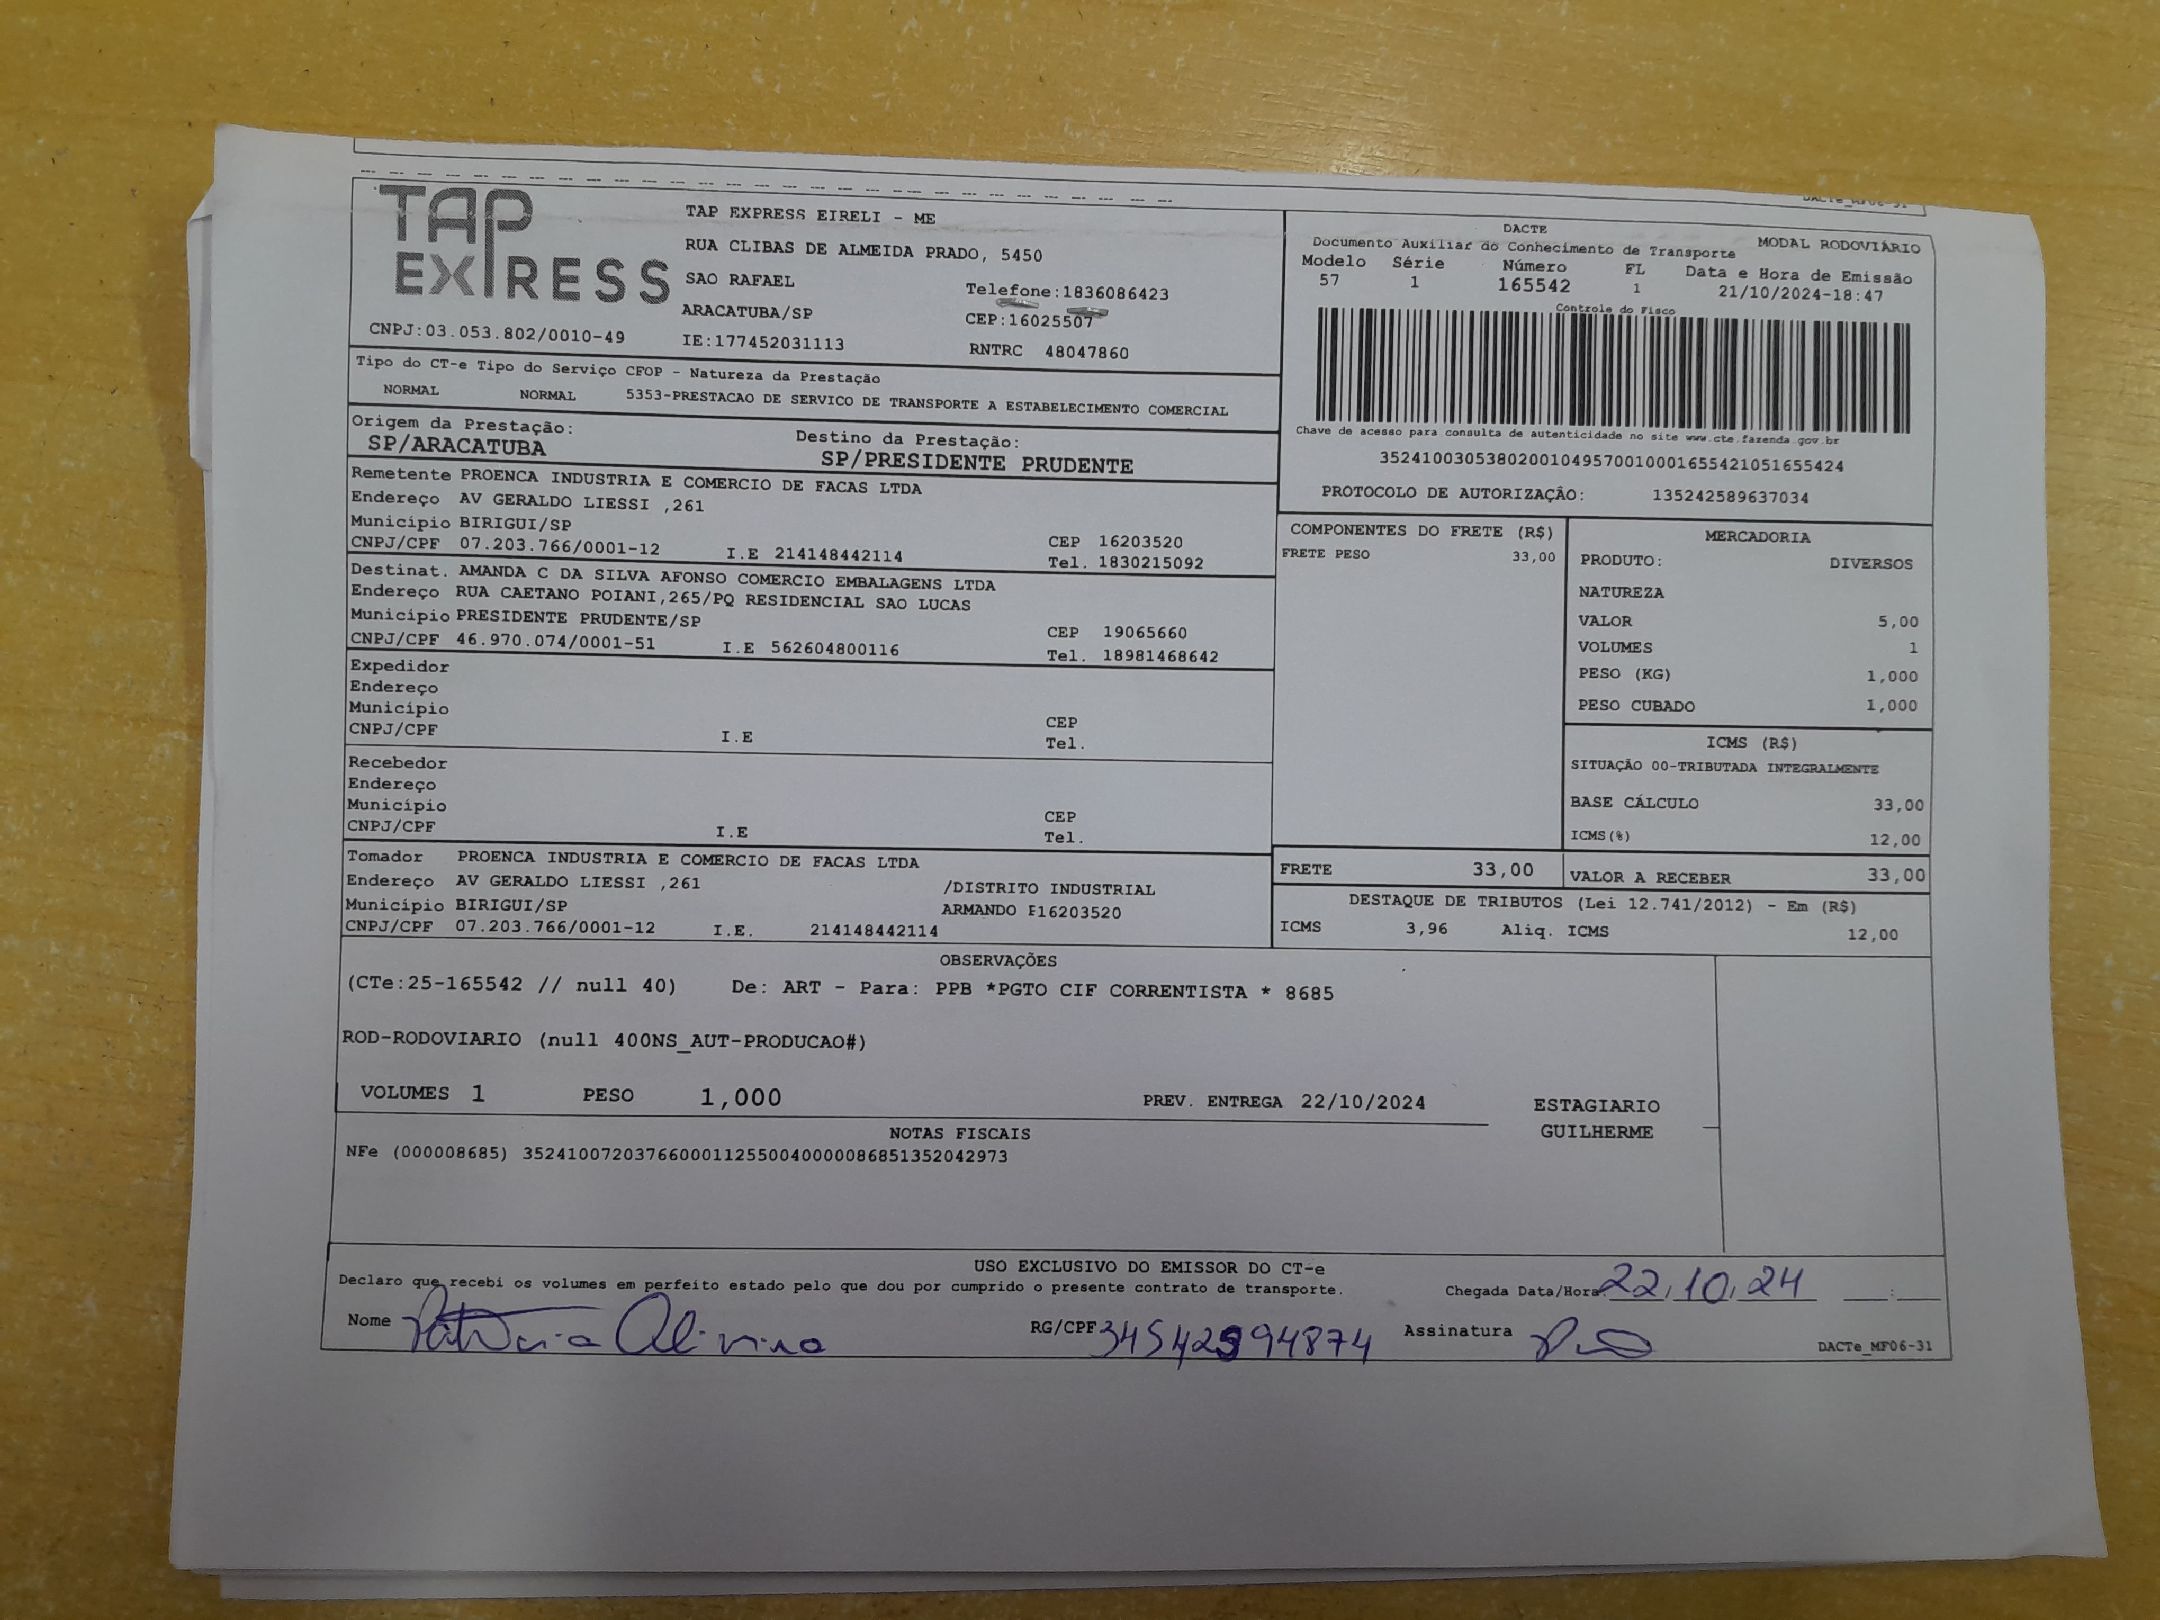 DACTe_MF06-31
TAP EXPRESS
TAP EXPRESS EIRELI - ME
RUA CLIBAS DE ALMEIDA PRADO, 5450
SAO RAFAEL
Telefone:1836086423
ARACATUBA/SP
CEP:16025507
CNPJ:03.053.802/0010-49
IE:177452031113
RNTRC 48047860
DACTE
Documento Auxiliar do Conhecimento de Transporte
MODAL RODOVIÁRIO
Modelo Série Número FL Data e Hora de Emissão
57 1 165542 1 21/10/2024-18:47
Controle do Fisco
Chave de acesso para consulta de autenticidade no site www.cte.fazenda.gov.br
35241003053802001049570010001655421051655424
PROTOCOLO DE AUTORIZAÇÃO: 135242589637034
Tipo do CT-e Tipo do Serviço CFOP - Natureza da Prestação
NORMAL NORMAL 5353-PRESTACAO DE SERVICO DE TRANSPORTE A ESTABELECIMENTO COMERCIAL
Origem da Prestação: Destino da Prestação:
SP/ARACATUBA SP/PRESIDENTE PRUDENTE
Remetente PROENCA INDUSTRIA E COMERCIO DE FACAS LTDA
Endereço AV GERALDO LIESSI ,261
Município BIRIGUI/SP CEP 16203520
CNPJ/CPF 07.203.766/0001-12 I.E 214148442114 Tel. 1830215092
Destinat. AMANDA C DA SILVA AFONSO COMERCIO EMBALAGENS LTDA
Endereço RUA CAETANO POIANI,265/PQ RESIDENCIAL SAO LUCAS
Município PRESIDENTE PRUDENTE/SP CEP 19065660
CNPJ/CPF 46.970.074/0001-51 I.E 562604800116 Tel. 18981468642
Expedidor
Endereço
Município CEP
CNPJ/CPF I.E Tel.
Recebedor
Endereço
Município CEP
CNPJ/CPF I.E Tel.
Tomador PROENCA INDUSTRIA E COMERCIO DE FACAS LTDA
Endereço AV GERALDO LIESSI ,261 /DISTRITO INDUSTRIAL
Município BIRIGUI/SP ARMANDO 16203520
CNPJ/CPF 07.203.766/0001-12 I.E. 214148442114
COMPONENTES DO FRETE (R$)
FRETE PESO 33,00
MERCADORIA
PRODUTO: DIVERSOS
NATUREZA
VALOR 5,00
VOLUMES 1
PESO (KG) 1,000
PESO CUBADO 1,000
ICMS (R$)
SITUAÇÃO 00-TRIBUTADA INTEGRALMENTE
BASE CÁLCULO 33,00
ICMS(%) 12,00
FRETE 33,00 VALOR A RECEBER 33,00
DESTAQUE DE TRIBUTOS (Lei 12.741/2012) - Em (R$)
ICMS 3,96 Aliq. ICMS 12,00
OBSERVAÇÕES
(CTe:25-165542 // null 40) De: ART - Para: PPB *PGTO CIF CORRENTISTA * 8685
ROD-RODOVIARIO (null 400NS_AUT-PRODUCAO#)
VOLUMES 1 PESO 1,000 PREV. ENTREGA 22/10/2024
ESTAGIARIO
GUILHERME
NOTAS FISCAIS
NFe (000008685) 35241007203766000112550040000086851352042973
USO EXCLUSIVO DO EMISSOR DO CT-e
Declaro que recebi os volumes em perfeito estado pelo que dou por cumprido o presente contrato de transporte. Chegada Data/Hora: 22/10/24
Nome RG/CPF Assinatura
DACTe_MF06-31